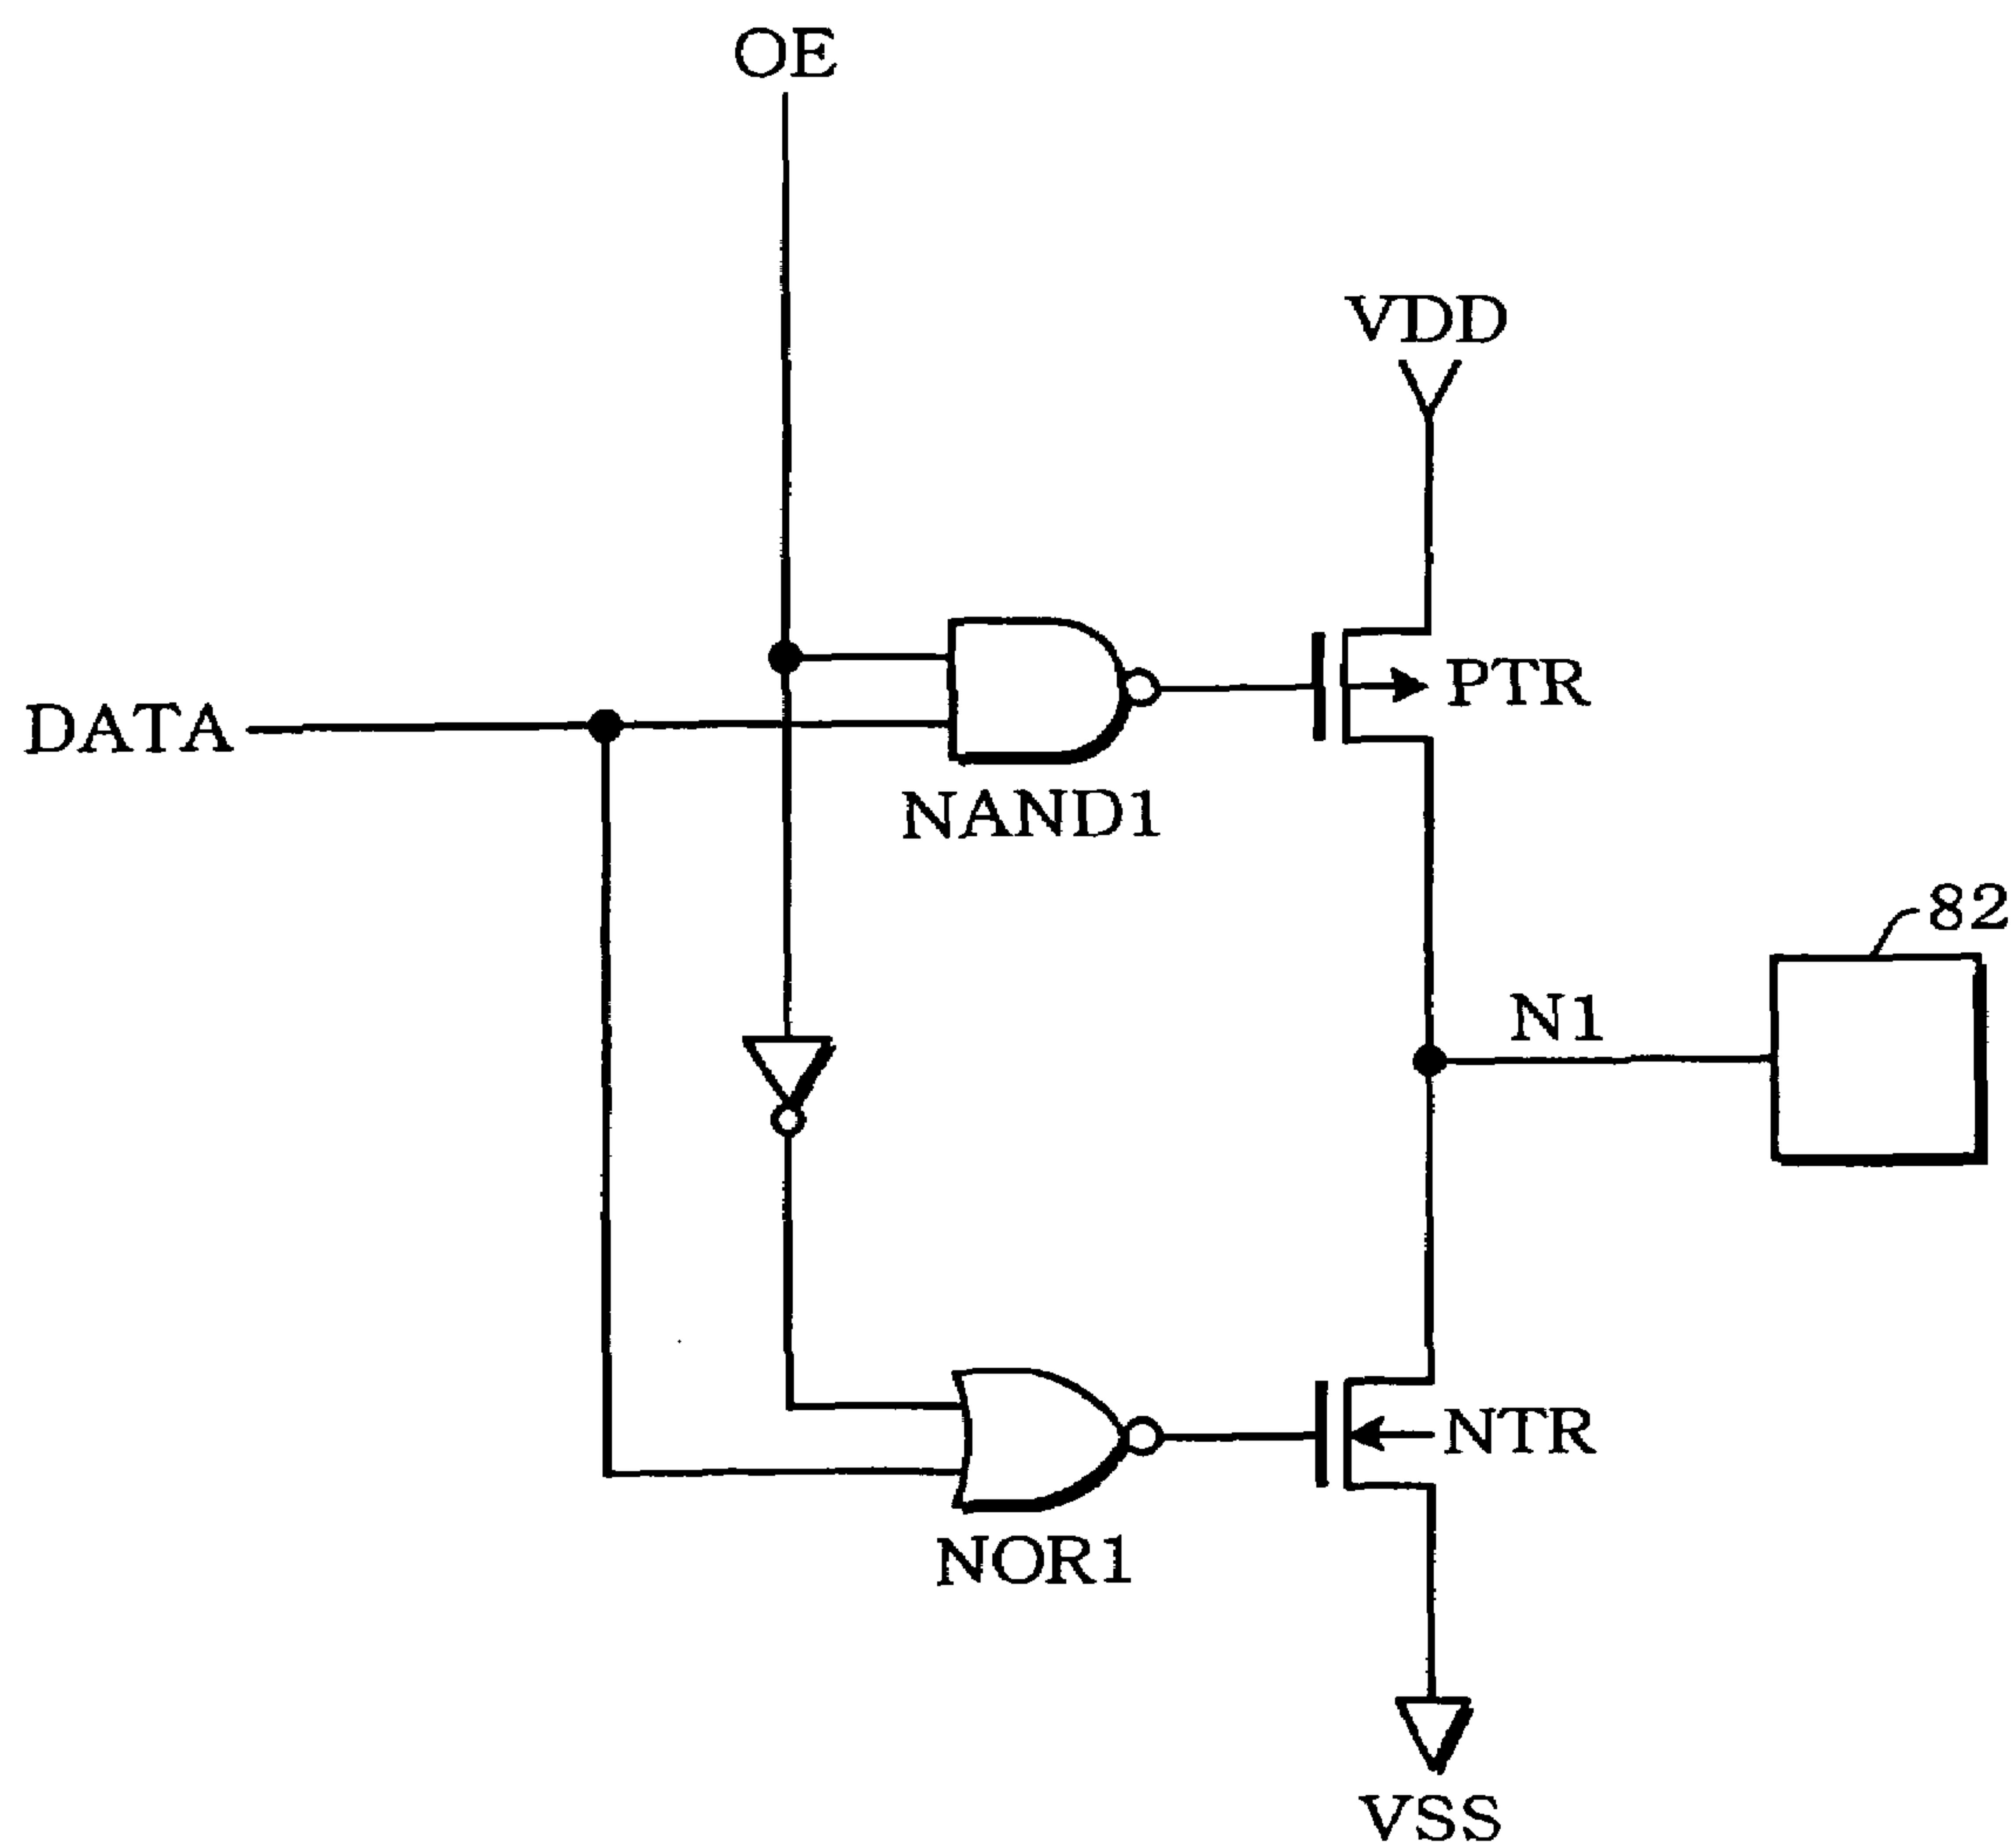 OE
VDD
PTR
DATA
NAND1
82
N1
NTR
NOR1
VSS